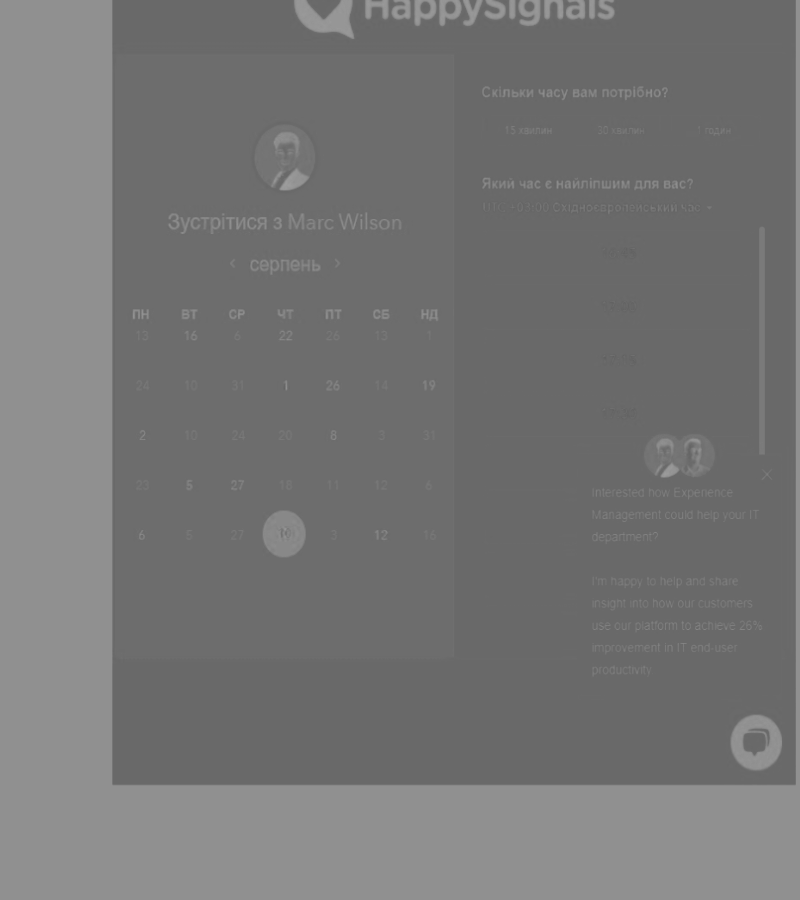 HappySignals
Зустрітися з Marc Wilson
серпень
ПН ВТ СР ЧТ ПТ СБ НД
13 16 6 22 26 13 1
24 10 31 1 26 14 19
2 10 24 20 8 3 31
23 5 27 18 11 12 6
6 5 27 3 12 16
Скільки часу вам потрібно?
15 хвилин 30 хвилин 1 годин
Який час є найліпшим для вас?
Східноєвропейський час
Interested how Experience
Management could help your IT
department?
I'm happy to help and share
insight into how our customers
use our platform to achieve 26%
improvement in IT end-user
productivity.